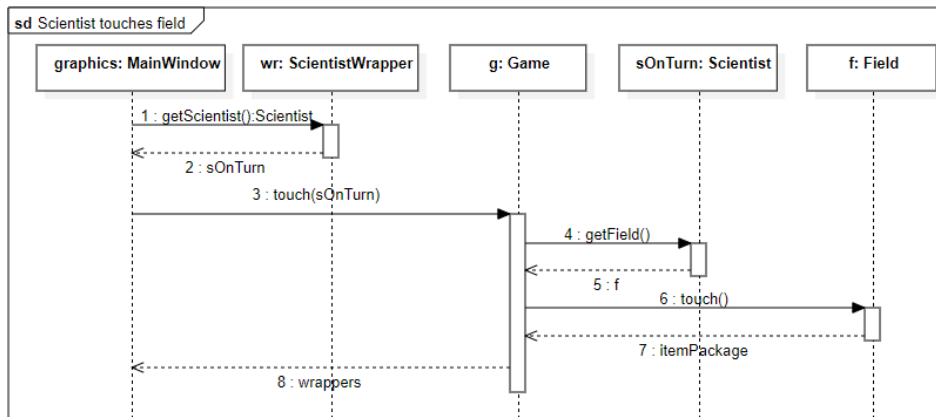 sd Scientist touches field
graphics: MainWindow
wr: ScientistWrapper
g: Game
sOnTurn: Scientist
f: Field
1 : getScientist():Scientist
2 : sOnTurn
3 : touch(sOnTurn)
4 : getField()
5 : f
6 : touch()
7 : itemPackage
8 : wrappers